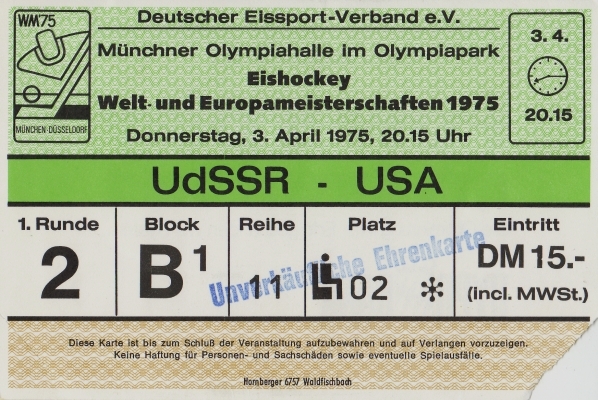 WM75
MÜNCHEN-DÜSSELDORF
Deutscher Eissport-Verband e.V.
Münchner Olympiahalle im Olympiapark
Eishockey
Welt- und Europameisterschaften 1975
Donnerstag, 3. April 1975, 20.15 Uhr
3. 4.
20.15
UdSSR - USA
1. Runde
2
Block
B1
Reihe
11
Platz
02
Eintritt
DM 15.-
(incl. MWSt.)
Unverkäufliche Ehrenkarte
Diese Karte ist bis zum Schluß der Veranstaltung aufzubewahren und auf Verlangen vorzuzeigen.
Keine Haftung für Personen- und Sachschäden sowie eventuelle Spielausfälle.
Homberger 6757 Waldfischbach